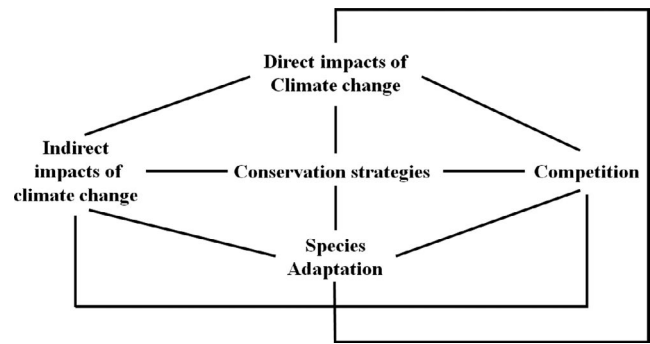 Direct impacts of
Climate change
Indirect
impacts of
climate change
Conservation strategies
Competition
Species
Adaptation